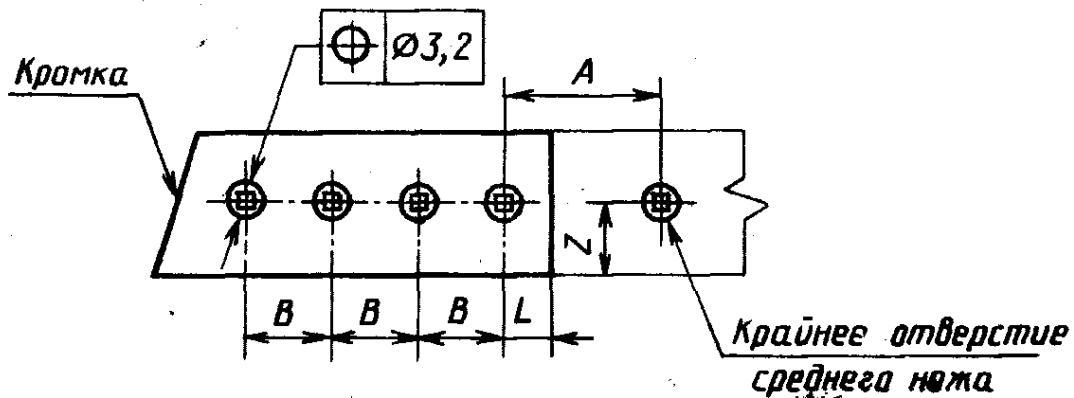 ⌖ Ø3,2
Кромка
A
Z
B B B L
Крайнее отверстие
среднего ножа